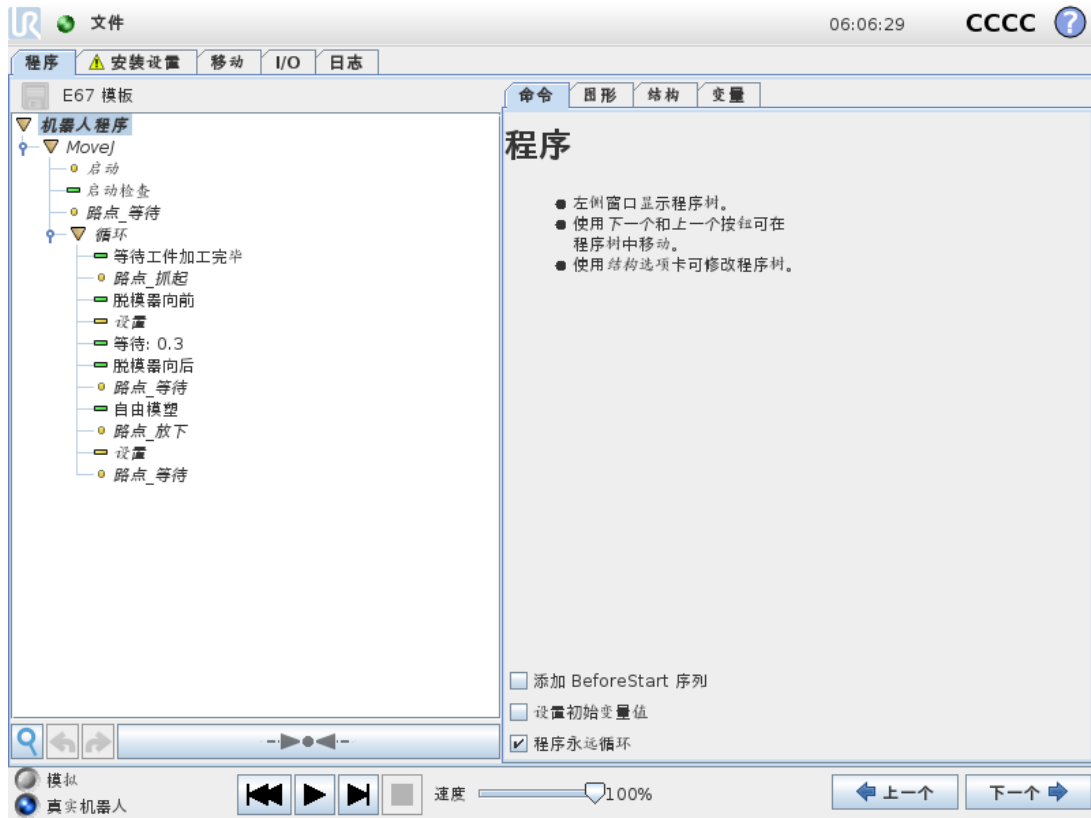 UR 文件 06:06:29 CCCC ?
程序 安装设置 移动 I/O 日志
E67 模板
机器人程序
MoveJ
启动
启动检查
路点_等待
循环
等待工件加工完毕
路点_抓起
脱模器向前
设置
等待: 0.3
脱模器向后
路点_等待
自由模塑
路点_放下
设置
路点_等待
命令 图形 结构 变量
程序
左侧窗口显示程序树。
使用下一个和上一个按钮可在
程序树中移动。
使用结构选项卡可修改程序树。
添加 BeforeStart 序列
设置初始变量值
程序永远循环
模拟
真实机器人
速度 100%
上一个 下一个